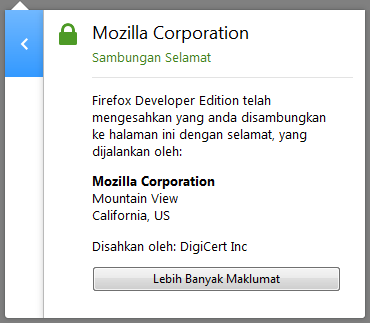 Mozilla Corporation
Sambungan Selamat
Firefox Developer Edition telah
mengesahkan yang anda disambungkan
ke halaman ini dengan selamat, yang
dijalankan oleh:
Mozilla Corporation
Mountain View
California, US
Disahkan oleh: DigiCert Inc
Lebih Banyak Maklumat